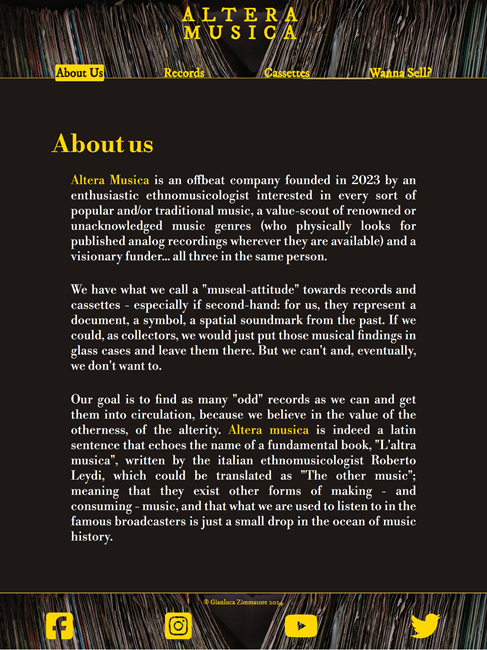 ALTERA
MUSICA
About Us Records Cassettes Wanna Sell?
About us
Altera Musica is an offbeat company founded in 2023 by an
enthusiastic ethnomusicologist interested in every sort of
popular and/or traditional music, a value-scout of renowned or
unacknowledged music genres (who physically looks for
published analog recordings wherever they are available) and a
visionary funder... all three in the same person.
We have what we call a "museal-attitude" towards records and
cassettes - especially if second-hand: for us, they represent a
document, a symbol, a spatial soundmark from the past. If we
could, as collectors, we would just put those musical findings in
glass cases and leave them there. But we can't and, eventually,
we don't want to.
Our goal is to find as many "odd" records as we can and get
them into circulation, because we believe in the value of the
otherness, of the alterity. Altera musica is indeed a latin
sentence that echoes the name of a fundamental book, "L'altra
musica", written by the italian ethnomusicologist Roberto
Leydi, which could be translated as "The other music";
meaning that they exist other forms of making - and
consuming - music, and that what we are used to listen to in the
famous broadcasters is just a small drop in the ocean of music
history.
® Gianluca Zimmatore 2024